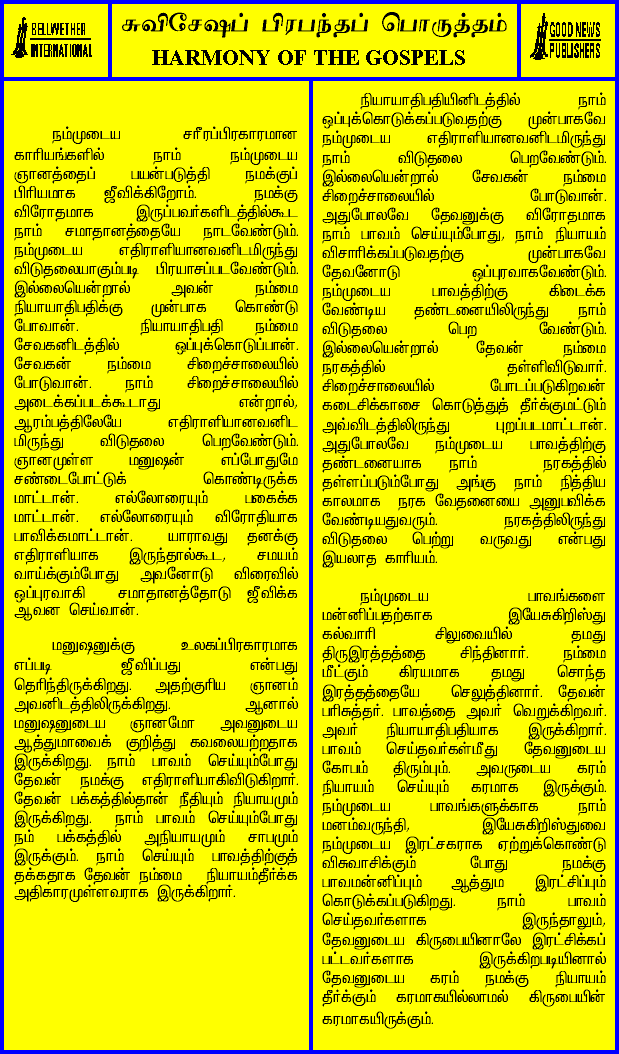 BELLWETHER
INTERNATIONAL
சுவிசேஷப் பிரபந்தப் பொருத்தம்
HARMONY OF THE GOSPELS
GOOD NEWS
PUBLISHERS
நம்முடைய சரீரப்பிரகாரமான
காரியங்களில் நாம் நம்முடைய
ஞானத்தைப் பயன்படுத்தி நமக்குப்
பிரியமாக ஜீவிக்கிறோம். நமக்கு
விரோதமாக இருப்பவர்களிடத்தில்கூட
நாம் சமாதானத்தையே நாடவேண்டும்.
நம்முடைய எதிராளியானவனிடமிருந்து
விடுதலையாகும்படி பிரயாசப்படவேண்டும்.
இல்லையென்றால் அவன் நம்மை
நியாயாதிபதிக்கு முன்பாக கொண்டு
போவான். நியாயாதிபதி நம்மை
சேவகனிடத்தில் ஒப்புக்கொடுப்பான்.
சேவகன் நம்மை சிறைச்சாலையில்
போடுவான். நாம் சிறைச்சாலையில்
அடைக்கப்படக்கூடாது என்றால்,
ஆரம்பத்திலேயே எதிராளியானவனிட
மிருந்து விடுதலை பெறவேண்டும்.
ஞானமுள்ள மனுஷன் எப்போதுமே
சண்டைபோட்டுக் கொண்டிருக்க
மாட்டான். எல்லோரையும் பகைக்க
மாட்டான். எல்லோரையும் விரோதியாக
பாவிக்கமாட்டான். யாராவது தனக்கு
எதிராளியாக இருந்தால்கூட, சமயம்
வாய்க்கும்போது அவனோடு விரைவில்
ஒப்புரவாகி சமாதானத்தோடு ஜீவிக்க
ஆவன செய்வான்.
மனுஷனுக்கு உலகப்பிரகாரமாக
எப்படி ஜீவிப்பது என்பது
தெரிந்திருக்கிறது. அதற்குரிய ஞானம்
அவனிடத்திலிருக்கிறது. ஆனால்
மனுஷனுடைய ஞானமோ அவனுடைய
ஆத்துமாவைக் குறித்து கவலையற்றதாக
இருக்கிறது. நாம் பாவம் செய்யும்போது
தேவன் நமக்கு எதிராளியாகிவிடுகிறார்.
தேவன் பக்கத்தில்தான் நீதியும் நியாயமும்
இருக்கிறது. நாம் பாவம் செய்யும்போது
நம் பக்கத்தில் அநியாயமும் சாபமும்
இருக்கும். நாம் செய்யும் பாவத்திற்குத்
தக்கதாக தேவன் நம்மை நியாயம்தீர்க்க
அதிகாரமுள்ளவராக இருக்கிறார்.
நியாயாதிபதியினிடத்தில் நாம்
ஒப்புக்கொடுக்கப்படுவதற்கு முன்பாகவே
நம்முடைய எதிராளியானவனிடமிருந்து
நாம் விடுதலை பெறவேண்டும்.
இல்லையென்றால் சேவகன் நம்மை
சிறைச்சாலையில் போடுவான்.
அதுபோலவே தேவனுக்கு விரோதமாக
நாம் பாவம் செய்யும்போது, நாம் நியாயம்
விசாரிக்கப்படுவதற்கு முன்பாகவே
தேவனோடு ஒப்புரவாகவேண்டும்.
நம்முடைய பாவத்திற்கு கிடைக்க
வேண்டிய தண்டனையிலிருந்து நாம்
விடுதலை பெற வேண்டும்.
இல்லையென்றால் தேவன் நம்மை
நரகத்தில் தள்ளிவிடுவார்.
சிறைச்சாலையில் போடப்படுகிறவன்
கடைசிக்காசை கொடுத்துத் தீர்க்குமட்டும்
அவ்விடத்திலிருந்து புறப்படமாட்டான்.
அதுபோலவே நம்முடைய பாவத்திற்கு
தண்டனையாக நாம் நரகத்தில்
தள்ளப்படும்போது அங்கு நாம் நித்திய
காலமாக நரக வேதனையை அனுபவிக்க
வேண்டியதுவரும். நரகத்திலிருந்து
விடுதலை பெற்று வருவது என்பது
இயலாத காரியம்.
நம்முடைய பாவங்களை
மன்னிப்பதற்காக இயேசுகிறிஸ்து
கல்வாரி சிலுவையில் தமது
திருஇரத்தத்தை சிந்தினார். நம்மை
மீட்கும் கிரயமாக தமது சொந்த
இரத்தத்தையே செலுத்தினார். தேவன்
பரிசுத்தர். பாவத்தை அவர் வெறுக்கிறவர்.
அவர் நியாயாதிபதியாக இருக்கிறார்.
பாவம் செய்தவர்கள்மீது தேவனுடைய
கோபம் திரும்பும். அவருடைய கரம்
நியாயம் செய்யும் கரமாக இருக்கும்.
நம்முடைய பாவங்களுக்காக நாம்
மனம்வருந்தி, இயேசுகிறிஸ்துவை
நம்முடைய இரட்சகராக ஏற்றுக்கொண்டு
விசுவாசிக்கும் போது நமக்கு
பாவமன்னிப்பும் ஆத்தும இரட்சிப்பும்
கொடுக்கப்படுகிறது. நாம் பாவம்
செய்தவர்களாக இருந்தாலும்,
தேவனுடைய கிருபையினாலே இரட்சிக்கப்
பட்டவர்களாக இருக்கிறபடியினால்
தேவனுடைய கரம் நமக்கு நியாயம்
தீர்க்கும் கரமாகயில்லாமல் கிருபையின்
கரமாகயிருக்கும்.